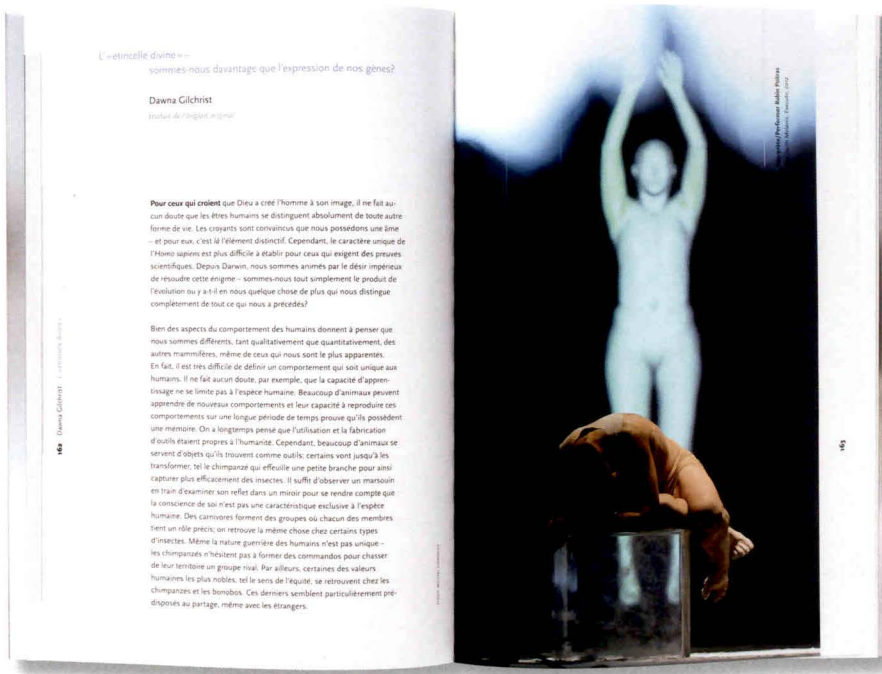 L'»étincelle divine«–
sommes-nous davantage que l'expression de nos gènes?
Dawna Gilchrist
traduit de l'anglais original
Pour ceux qui croient que Dieu a créé l'homme à son image, il ne fait au-
cun doute que les êtres humains se distinguent absolument de toute autre
forme de vie. Les croyants sont convaincus que nous possédons une âme
– et pour eux, c'est là l'élément distinctif. Cependant, le caractère unique de
l'Homo sapiens est plus difficile à établir pour ceux qui exigent des preuves
scientifiques. Depuis Darwin, nous sommes animés par le désir impérieux
de résoudre cette énigme – sommes-nous tout simplement le produit de
l'évolution ou y a-t-il en nous quelque chose de plus qui nous distingue
complètement de tout ce qui nous a précédés?
Bien des aspects du comportement des humains donnent à penser que
nous sommes différents, tant qualitativement que quantitativement, des
autres mammifères, même de ceux qui nous sont le plus apparentés.
En fait, il est très difficile de définir un comportement qui soit unique aux
humains. Il ne fait aucun doute, par exemple, que la capacité d'appren-
tissage ne se limite pas à l'espèce humaine. Beaucoup d'animaux peuvent
apprendre de nouveaux comportements et leur capacité à reproduire ces
comportements sur une longue période de temps prouve qu'ils possèdent
une mémoire. On a longtemps pensé que l'utilisation et la fabrication
d'outils étaient propres à l'humanité. Cependant, beaucoup d'animaux se
servent d'objets qu'ils trouvent comme outils; certains vont jusqu'à les
transformer, tel le chimpanzé qui effeuille une petite branche pour ainsi
capturer plus efficacement des insectes. Il suffit d'observer un marsouin
en train d'examiner son reflet dans un miroir pour se rendre compte que
la conscience de soi n'est pas une caractéristique exclusive à l'espèce
humaine. Des carnivores forment des groupes où chacun des membres
tient un rôle précis; on retrouve la même chose chez certains types
d'insectes. Même la nature guerrière des humains n'est pas unique –
les chimpanzés n'hésitent pas à former des commandos pour chasser
de leur territoire un groupe rival. Par ailleurs, certaines des valeurs
humaines les plus nobles, tel le sens de l'équité, se retrouvent chez les
chimpanzés et les bonobos. Ces derniers semblent particulièrement pré-
disposés au partage, même avec les étrangers.
162 Dawna Gilchrist
Performer Robin Poitras
163